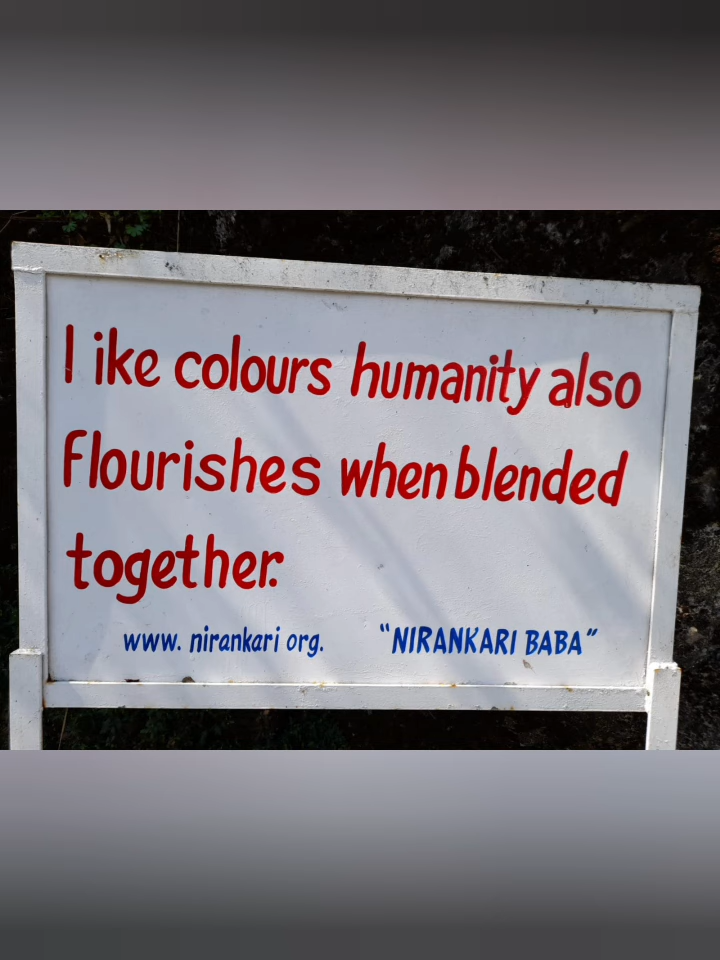 l ike colours humanity also
flourishes when blended
together.
www. nirankari org. "NIRANKARI BABA"